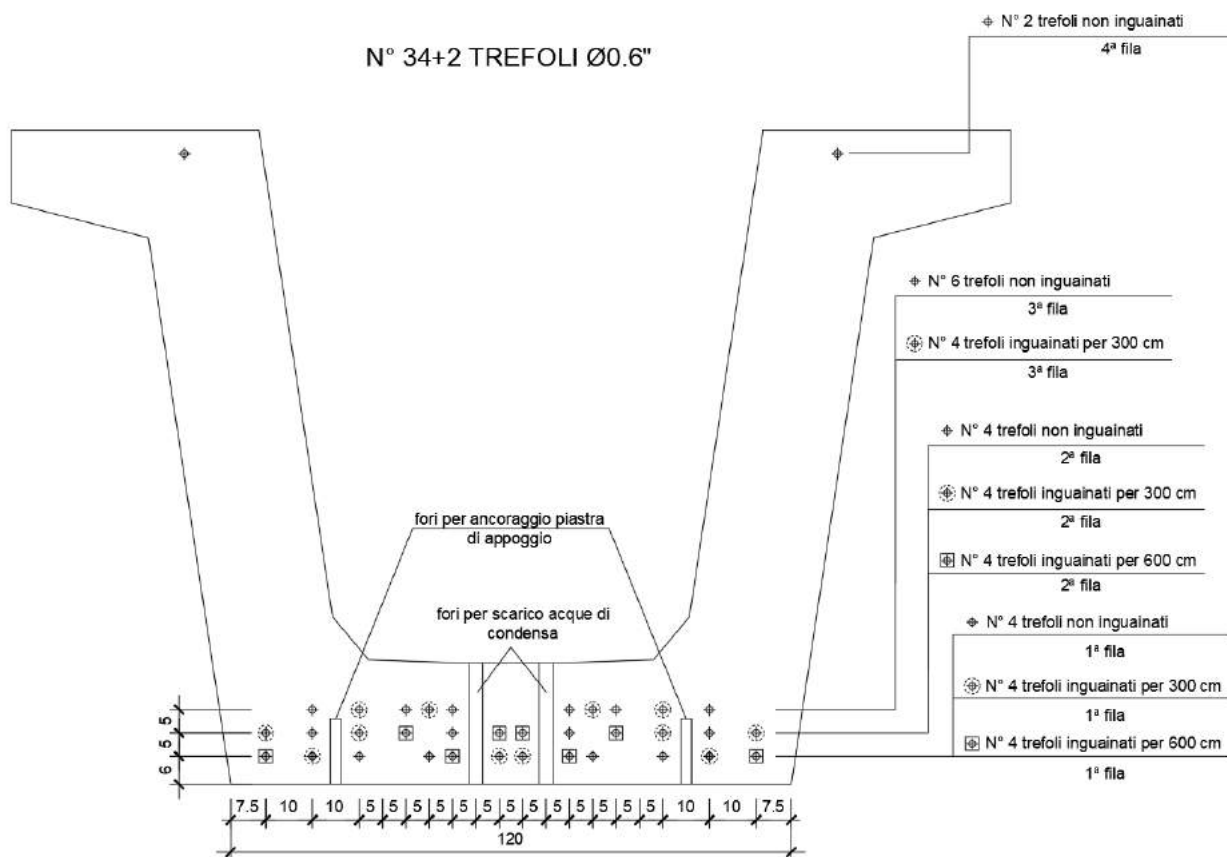 N° 34+2 TREFOLI Ø0.6"
N° 2 trefoli non inguainati
4ª fila
N° 6 trefoli non inguainati
3ª fila
N° 4 trefoli inguainati per 300 cm
3ª fila
N° 4 trefoli non inguainati
2ª fila
N° 4 trefoli inguainati per 300 cm
2ª fila
N° 4 trefoli inguainati per 600 cm
2ª fila
N° 4 trefoli non inguainati
1ª fila
N° 4 trefoli inguainati per 300 cm
1ª fila
N° 4 trefoli inguainati per 600 cm
1ª fila
fori per ancoraggio piastra
di appoggio
fori per scarico acque di
condensa
5
5
6
7.5 10 10 5 5 5 5 5 5 5 5 5 5 5 5 5 10 10 7.5
120